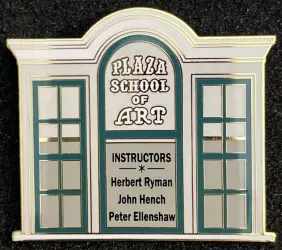 PLAZA
SCHOOL
OF
ART
INSTRUCTORS
Herbert Ryman
John Hench
Peter Ellenshaw